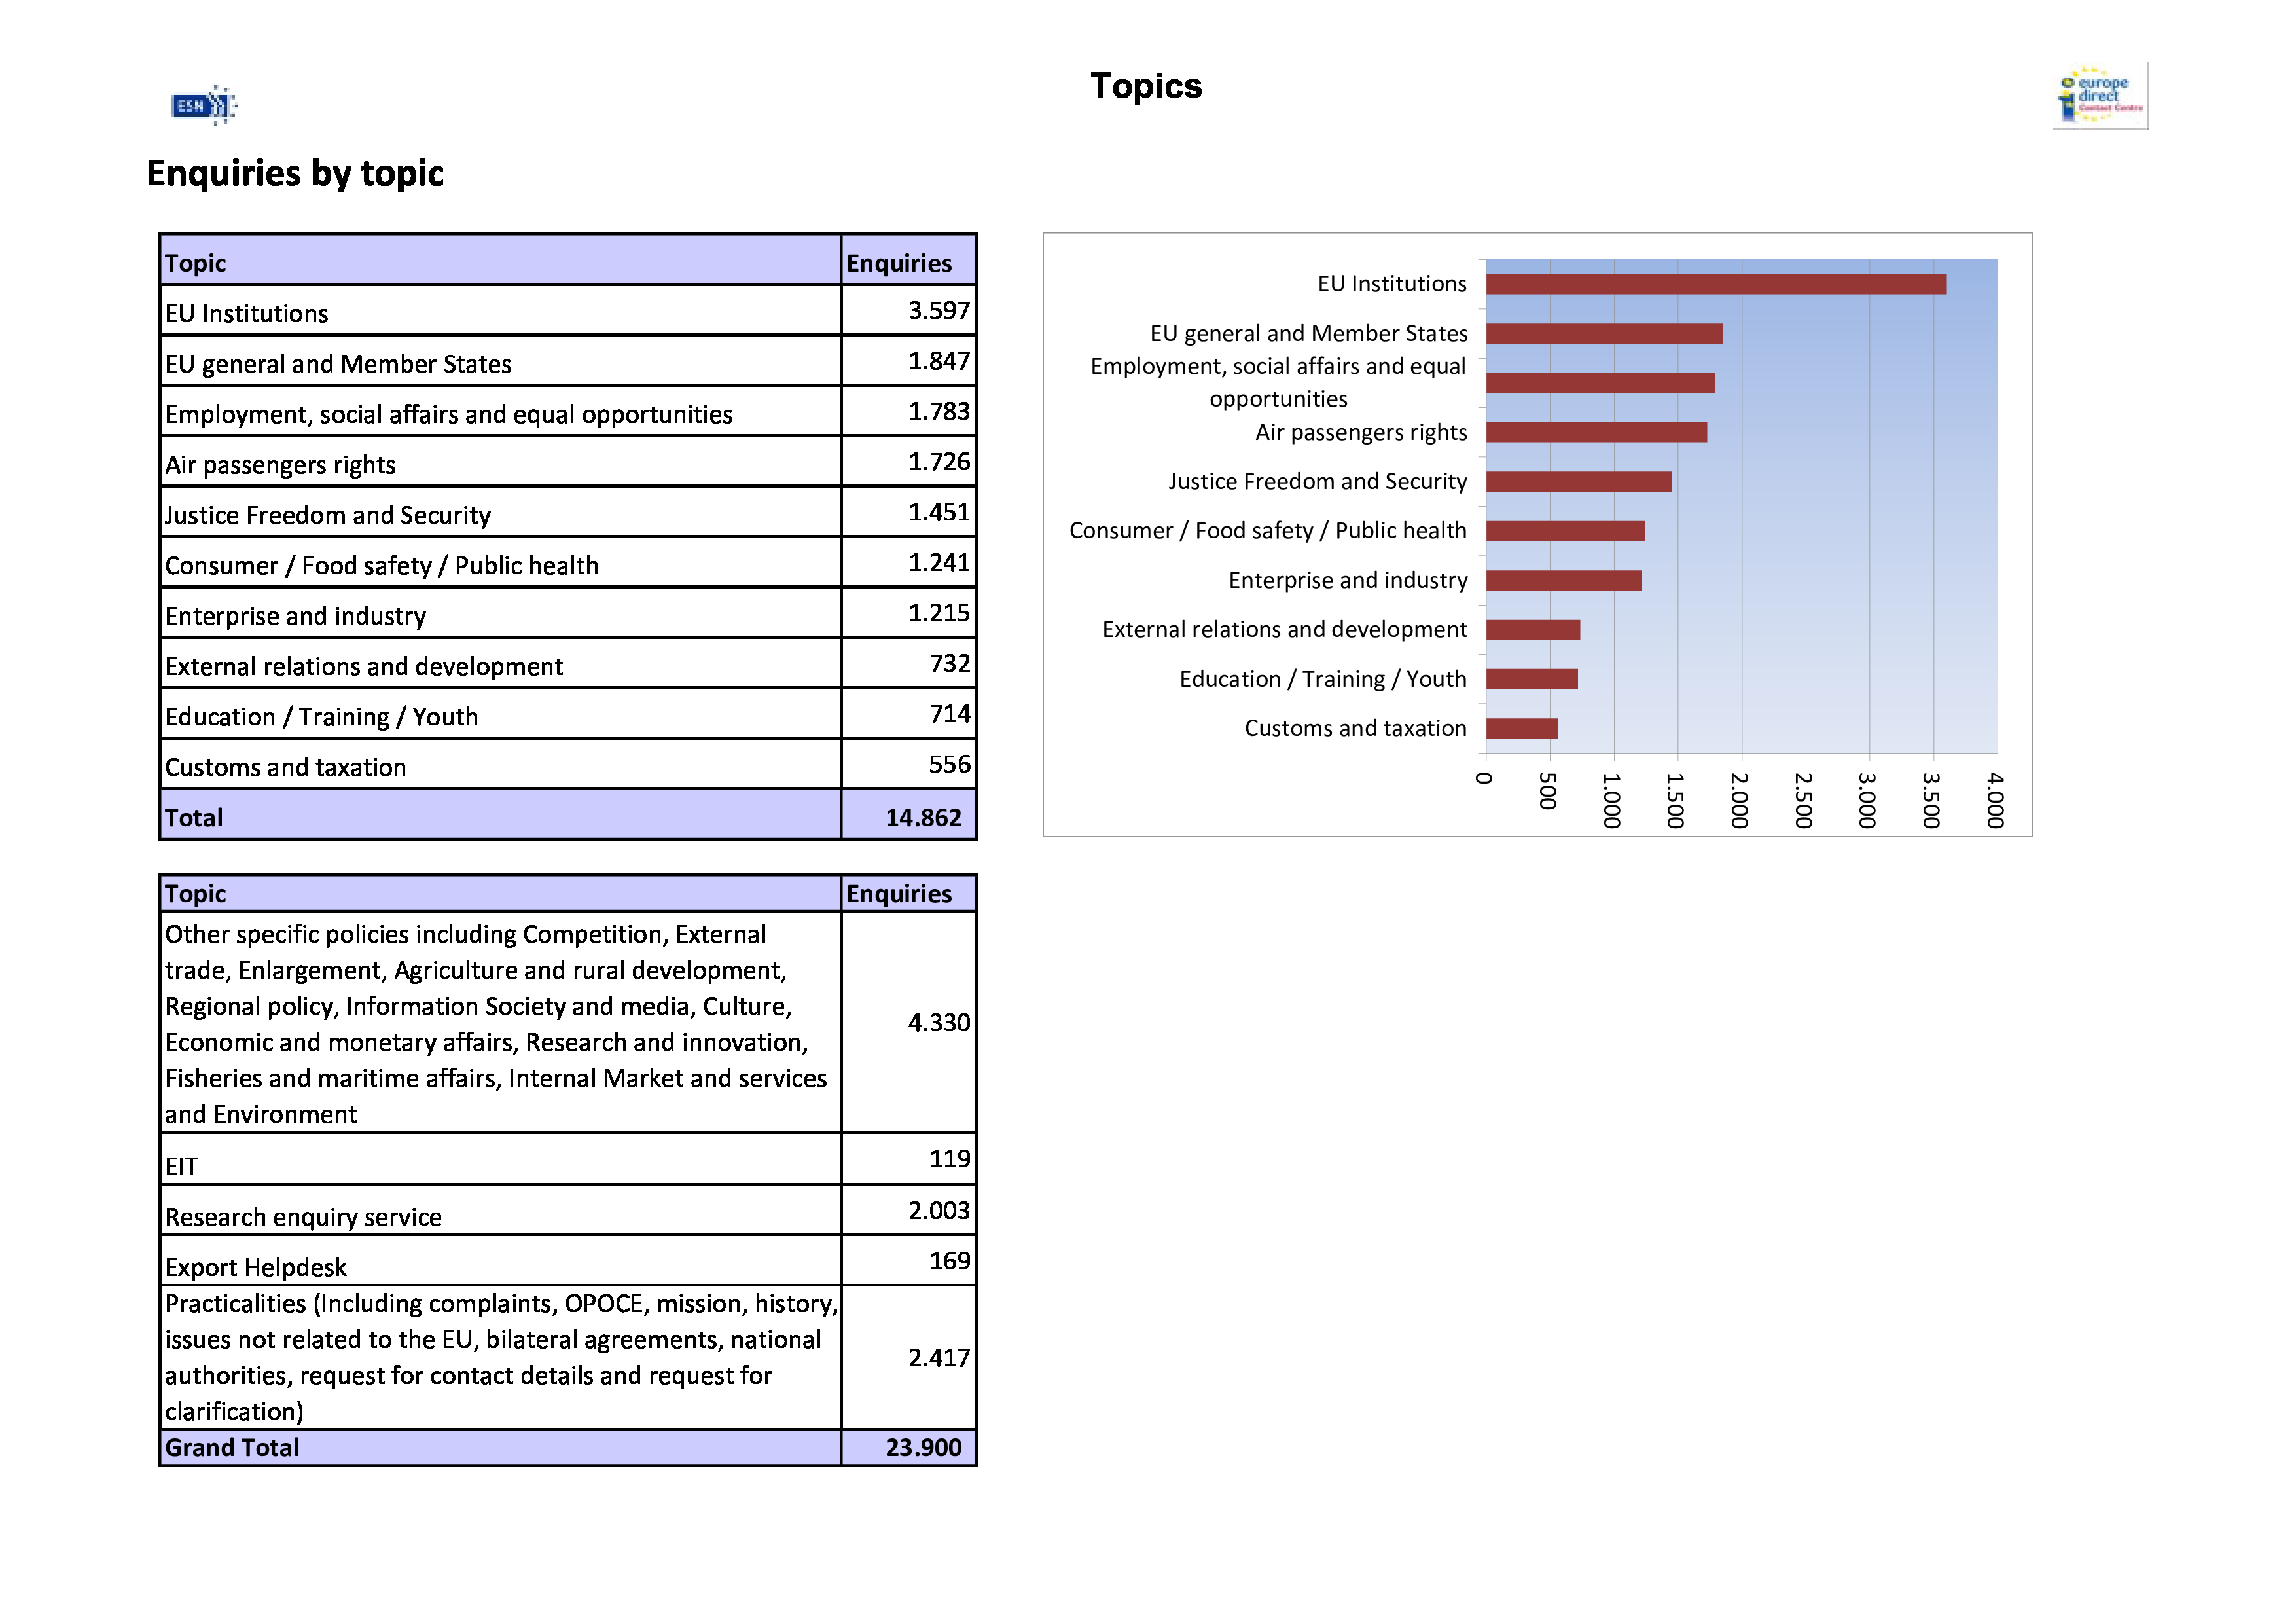 Topics
ESN
europe
direct
Contact Centre
Enquiries by topic
Topic Enquiries
EU Institutions 3.597
EU general and Member States 1.847
Employment, social affairs and equal opportunities 1.783
Air passengers rights 1.726
Justice Freedom and Security 1.451
Consumer / Food safety / Public health 1.241
Enterprise and industry 1.215
External relations and development 732
Education / Training / Youth 714
Customs and taxation 556
Total 14.862
EU Institutions
EU general and Member States
Employment, social affairs and equal
opportunities
Air passengers rights
Justice Freedom and Security
Consumer / Food safety / Public health
Enterprise and industry
External relations and development
Education / Training / Youth
Customs and taxation
0 500 1.000 1.500 2.000 2.500 3.000 3.500 4.000
Topic Enquiries
Other specific policies including Competition, External
trade, Enlargement, Agriculture and rural development,
Regional policy, Information Society and media, Culture,
Economic and monetary affairs, Research and innovation,
Fisheries and maritime affairs, Internal Market and services
and Environment
4.330
EIT 119
Research enquiry service 2.003
Export Helpdesk 169
Practicalities (Including complaints, OPOCE, mission, history,
issues not related to the EU, bilateral agreements, national
authorities, request for contact details and request for
clarification)
2.417
Grand Total 23.900